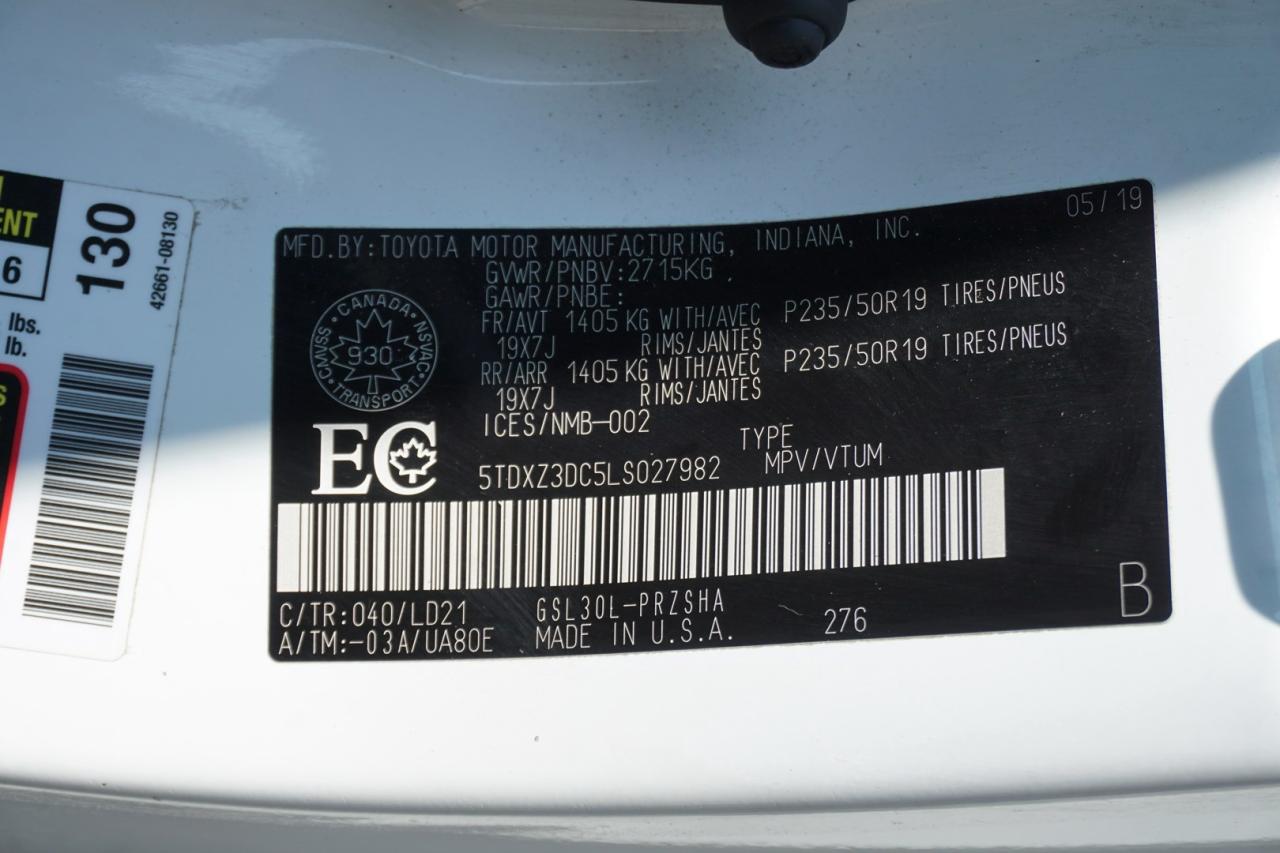 ENT
6
lbs.
lb.
S
130
42661-08130
05/19
MFD.BY:TOYOTA MOTOR MANUFACTURING, INDIANA, INC.
GVWR/PNBV:2715KG
GAWR/PNBE:
FR/AVT 1405 KG WITH/AVEC P235/50R19 TIRES/PNEUS
19X7J RIMS/JANTES
RR/ARR 1405 KG WITH/AVEC P235/50R19 TIRES/PNEUS
19X7J RIMS/JANTES
ICES/NMB-002
CANADA
CMVSS
NSVAC
930
TRANSPORT
EC
5TDXZ3DC5LS027982
TYPE
MPV/VTUM
C/TR:040/LD21 GSL30L-PRZSHA
A/TM:-03A/UA80E MADE IN U.S.A. 276
B